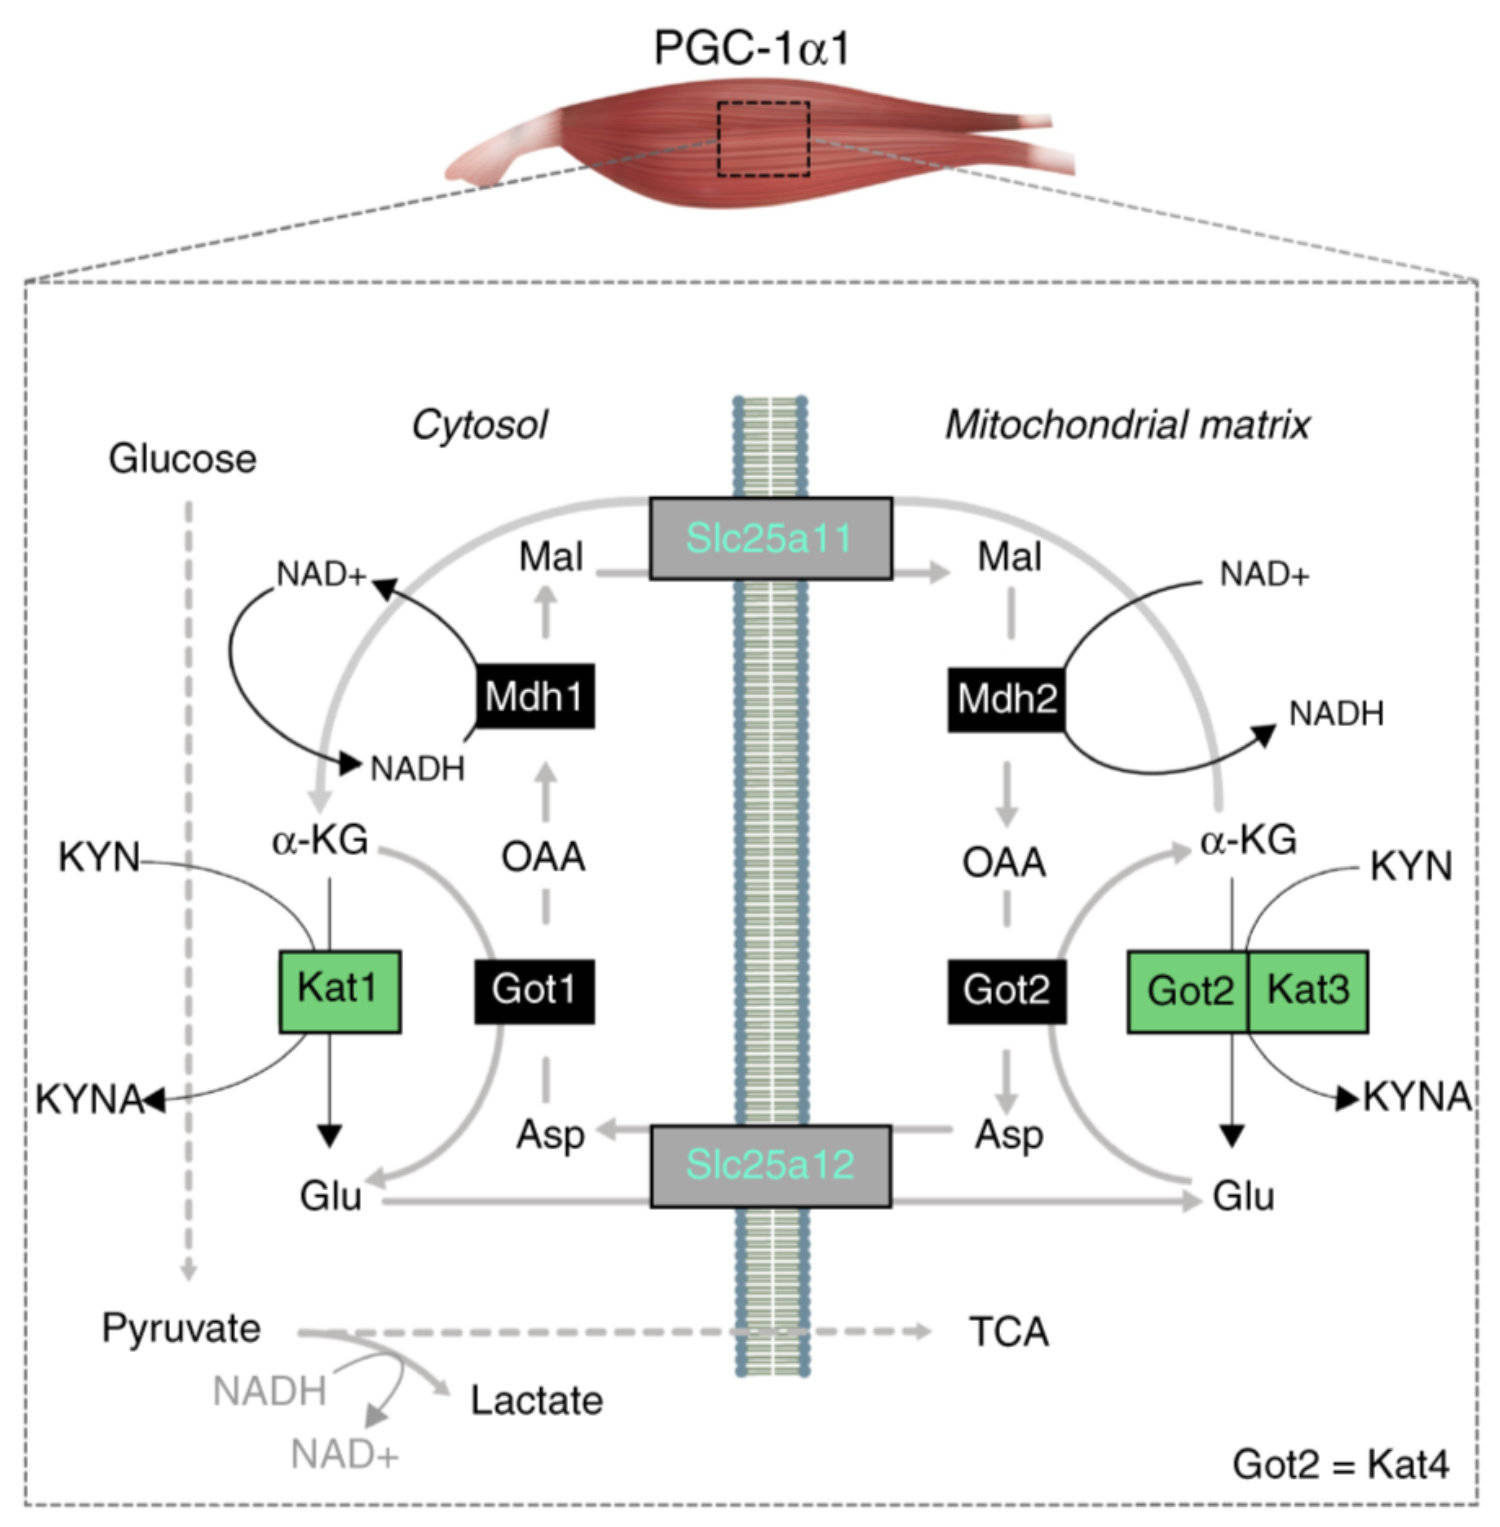 PGC-1α1
Cytosol
Mitochondrial matrix
Glucose
Slc25a11
Mal
Mal
NAD+
NAD+
Mdh1
Mdh2
NADH
NADH
α-KG
OAA
OAA
α-KG
KYN
KYN
Kat1
Got1
Got2
Got2
Kat3
KYNA
Asp
Slc25a12
Asp
KYNA
Glu
Glu
Pyruvate
TCA
NADH
Lactate
NAD+
Got2 = Kat4